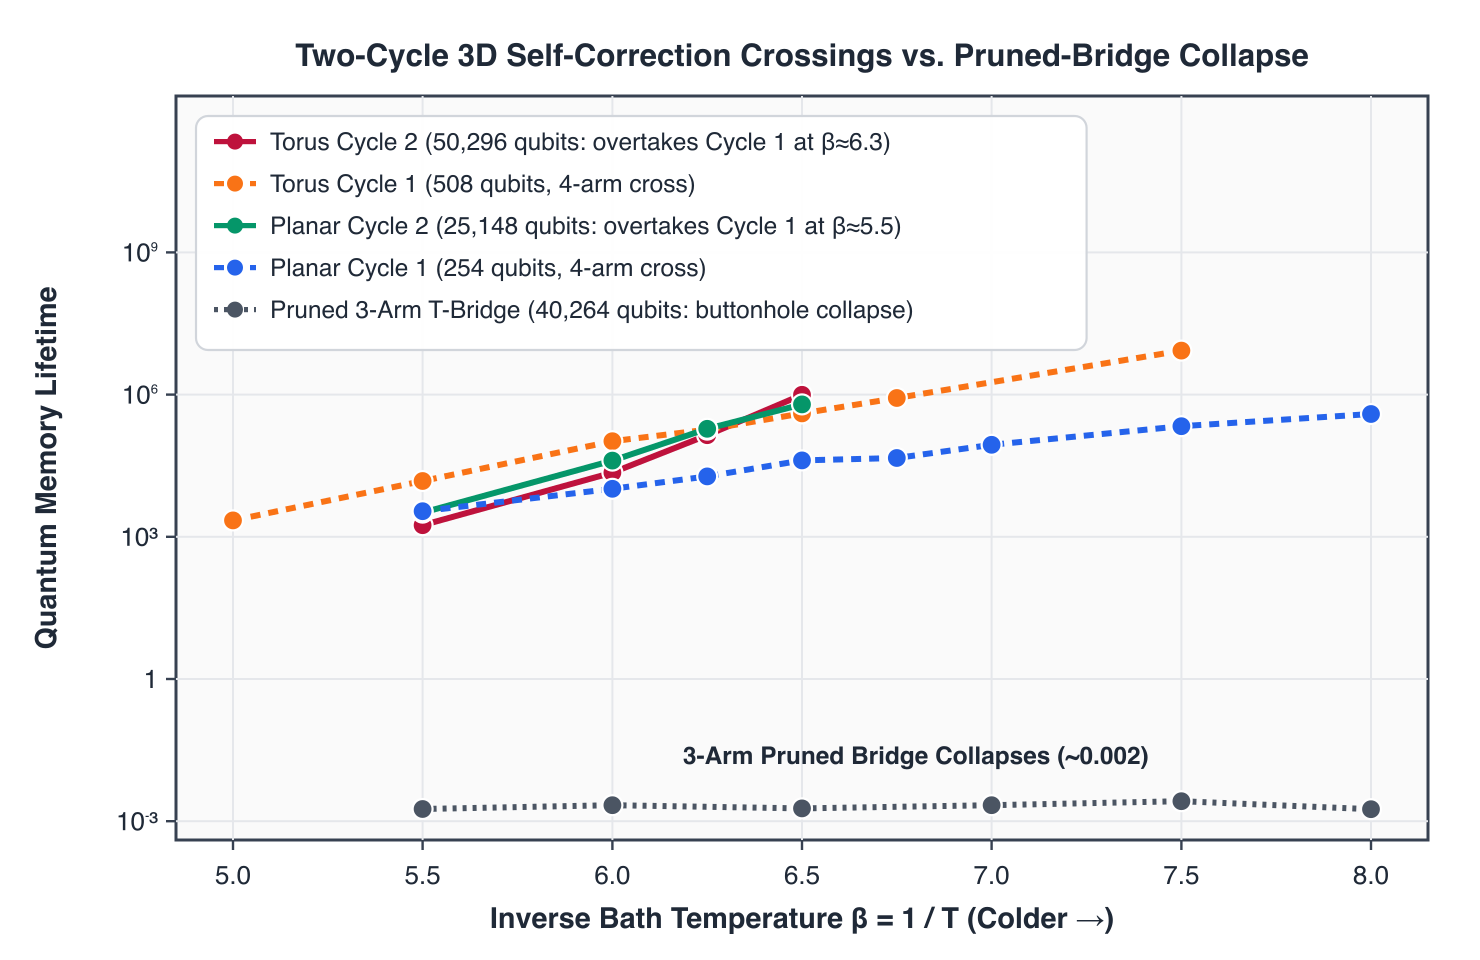 Two-Cycle 3D Self-Correction Crossings vs. Pruned-Bridge Collapse
Torus Cycle 2 (50,296 qubits: overtakes Cycle 1 at β≈6.3)
Torus Cycle 1 (508 qubits, 4-arm cross)
Planar Cycle 2 (25,148 qubits: overtakes Cycle 1 at β≈5.5)
Planar Cycle 1 (254 qubits, 4-arm cross)
Pruned 3-Arm T-Bridge (40,264 qubits: buttonhole collapse)
Quantum Memory Lifetime
10⁹
10⁶
10³
1
10⁻³
3-Arm Pruned Bridge Collapses (~0.002)
5.0 5.5 6.0 6.5 7.0 7.5 8.0
Inverse Bath Temperature β = 1 / T (Colder →)